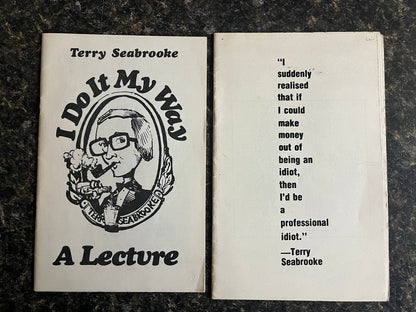 Terry Seabrooke
I Do It My Way
TERRY SEABROOKE
A Lecture
"I
suddenly
realised
that if
I could
make
money
out of
being an
idiot,
then
I'd be
a
professional
idiot."
—Terry
Seabrooke